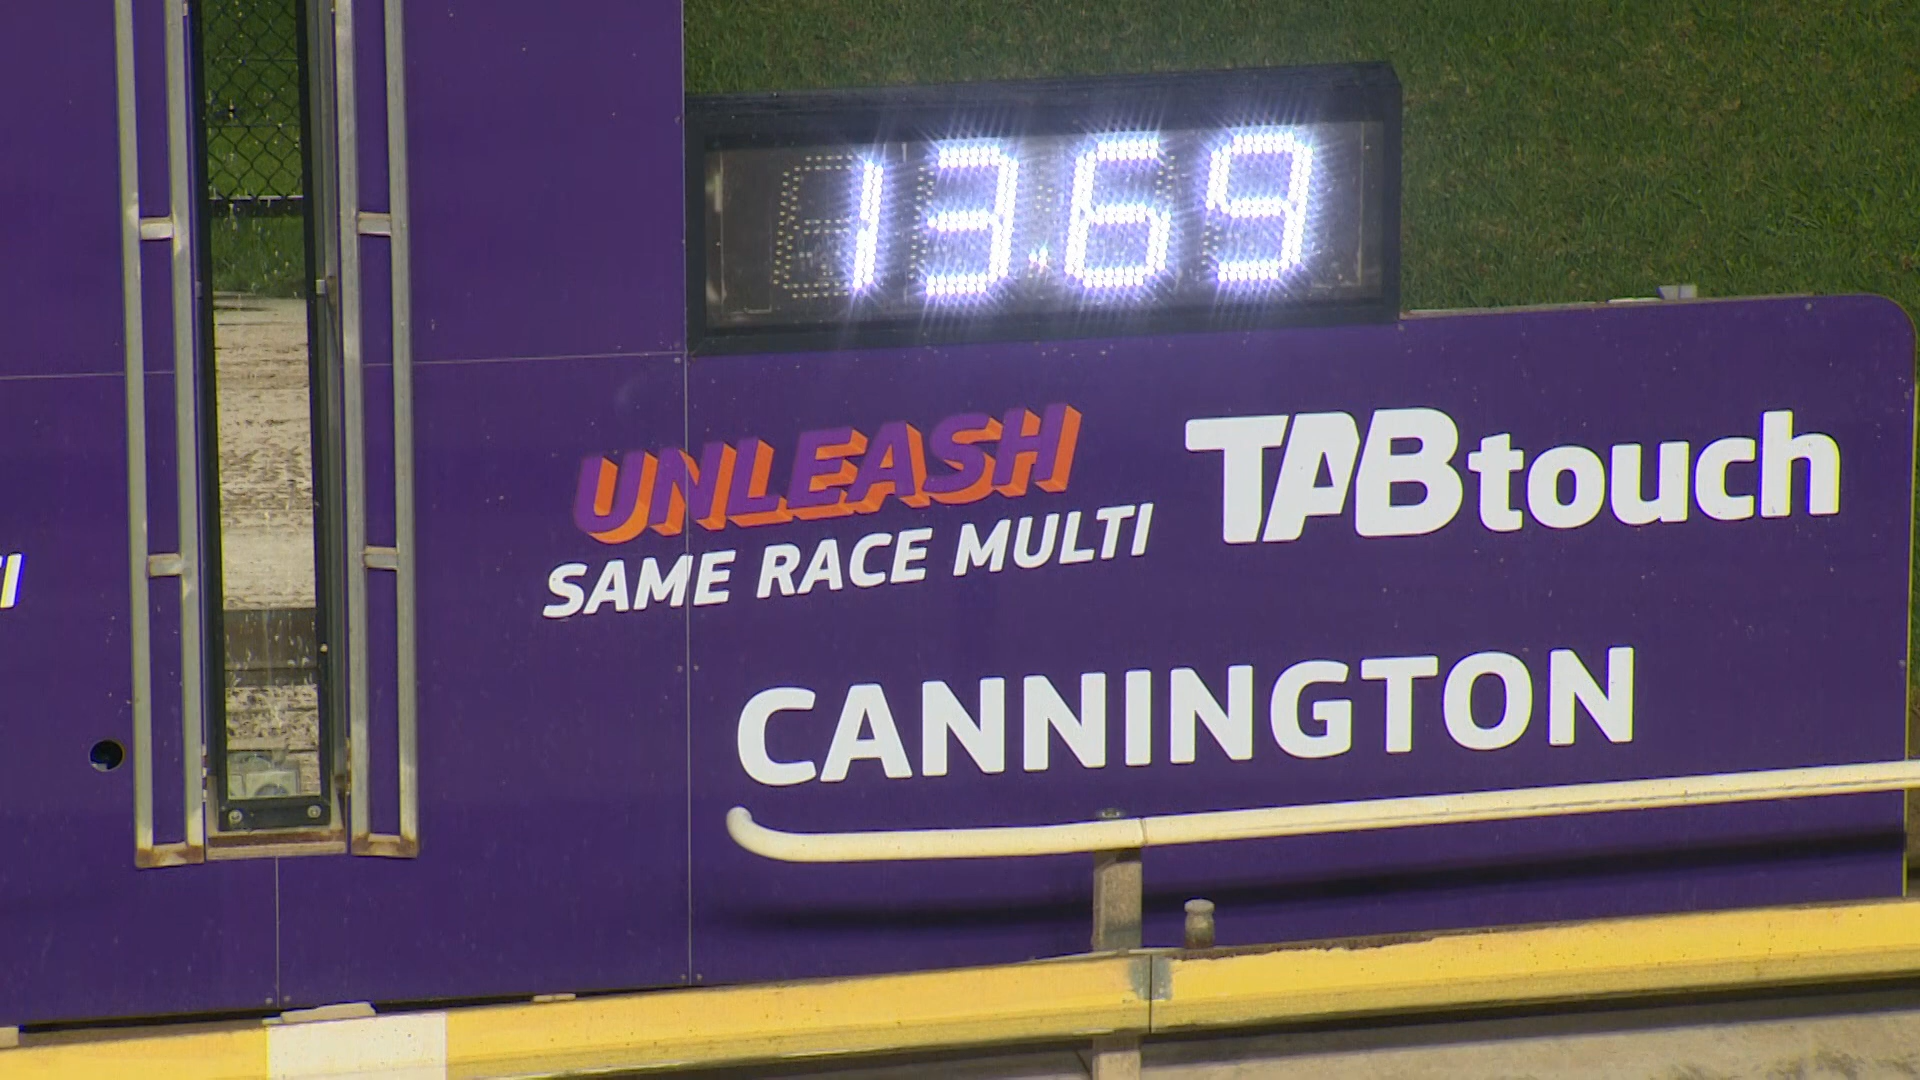 13.69
UNLEASH
SAME RACE MULTI
TABtouch
CANNINGTON